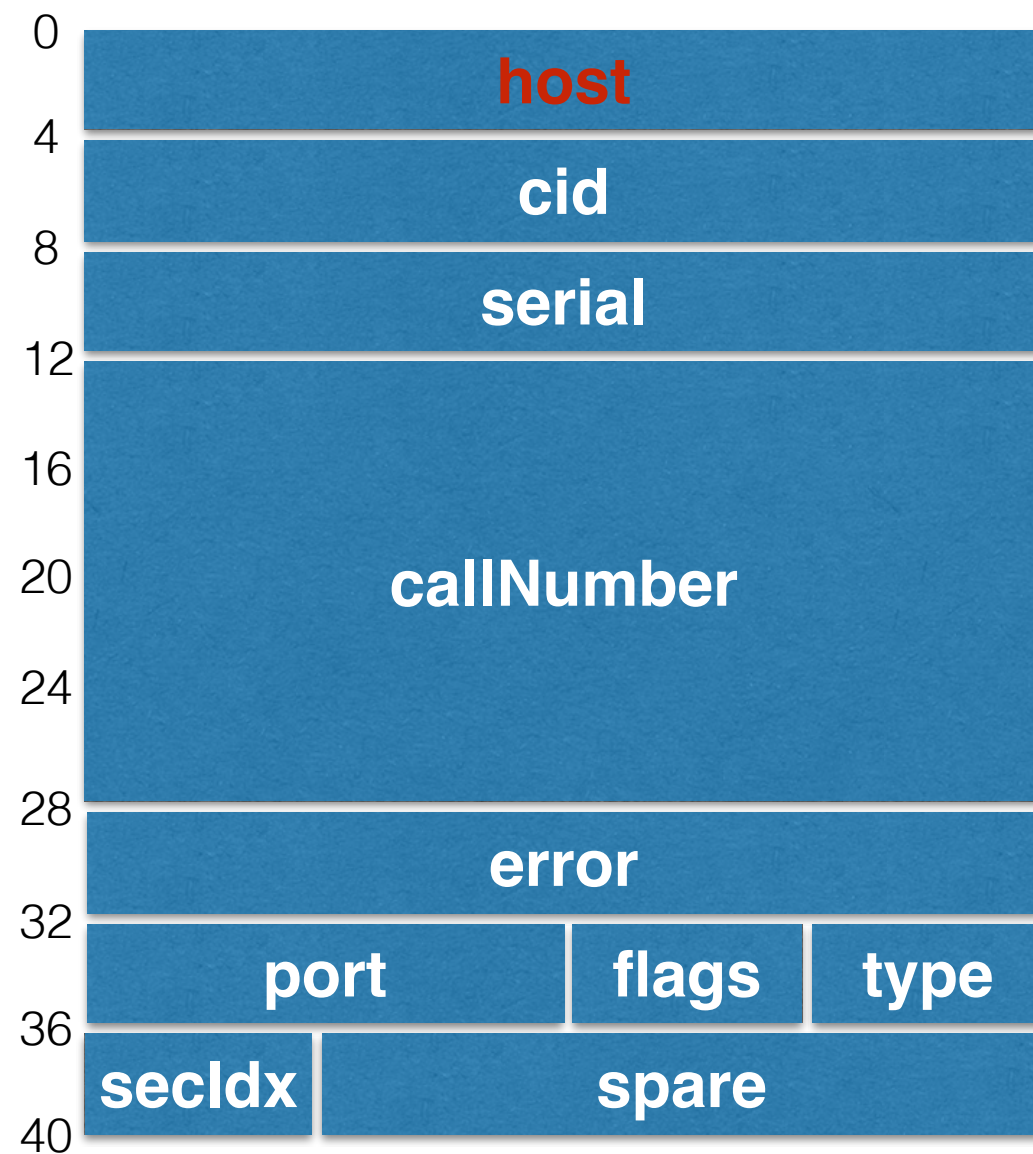 0
host
4
cid
8
serial
12
16
20
callNumber
24
28
error
32
port flags type
36
secIdx spare
40